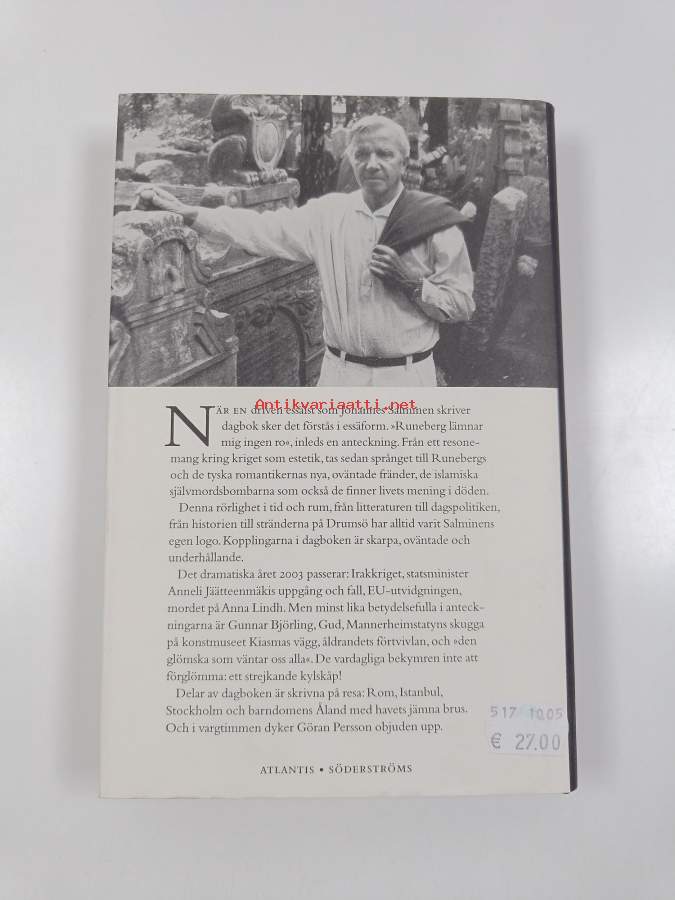 Antikvariaatti.net
NÄR EN driven essäist som Johannes Salminen skriver
dagbok sker det förstås i essäform. »Runeberg lämnar
mig ingen ro«, inleds en anteckning. Från ett resone-
mang kring kriget som estetik, tas sedan språnget till Runebergs
och de tyska romantikernas nya, oväntade fränder, de islamiska
självmordsbombarna som också de finner livets mening i döden.
Denna rörlighet i tid och rum, från litteraturen till dagspolitiken,
från historien till stränderna på Drumsö har alltid varit Salminens
egen logo. Kopplingarna i dagboken är skarpa, oväntade och
underhållande.
Det dramatiska året 2003 passerar: Irakkriget, statsminister
Anneli Jäätteenmäkis uppgång och fall, EU-utvidgningen,
mordet på Anna Lindh. Men minst lika betydelsefulla i anteck-
ningarna är Gunnar Björling, Gud, Mannerheimstatyns skugga
på konstmuseet Kiasmas vägg, åldrandets förtvivlan, och »den
glömska som väntar oss alla«. De vardagliga bekymren inte att
förglömma: ett strejkande kylskåp!
Delar av dagboken är skrivna på resa: Rom, Istanbul,
Stockholm och barndomens Åland med havets jämna brus.
Och i vargtimmen dyker Göran Persson objuden upp.
517 1005
€ 27.00
ATLANTIS • SÖDERSTRÖMS